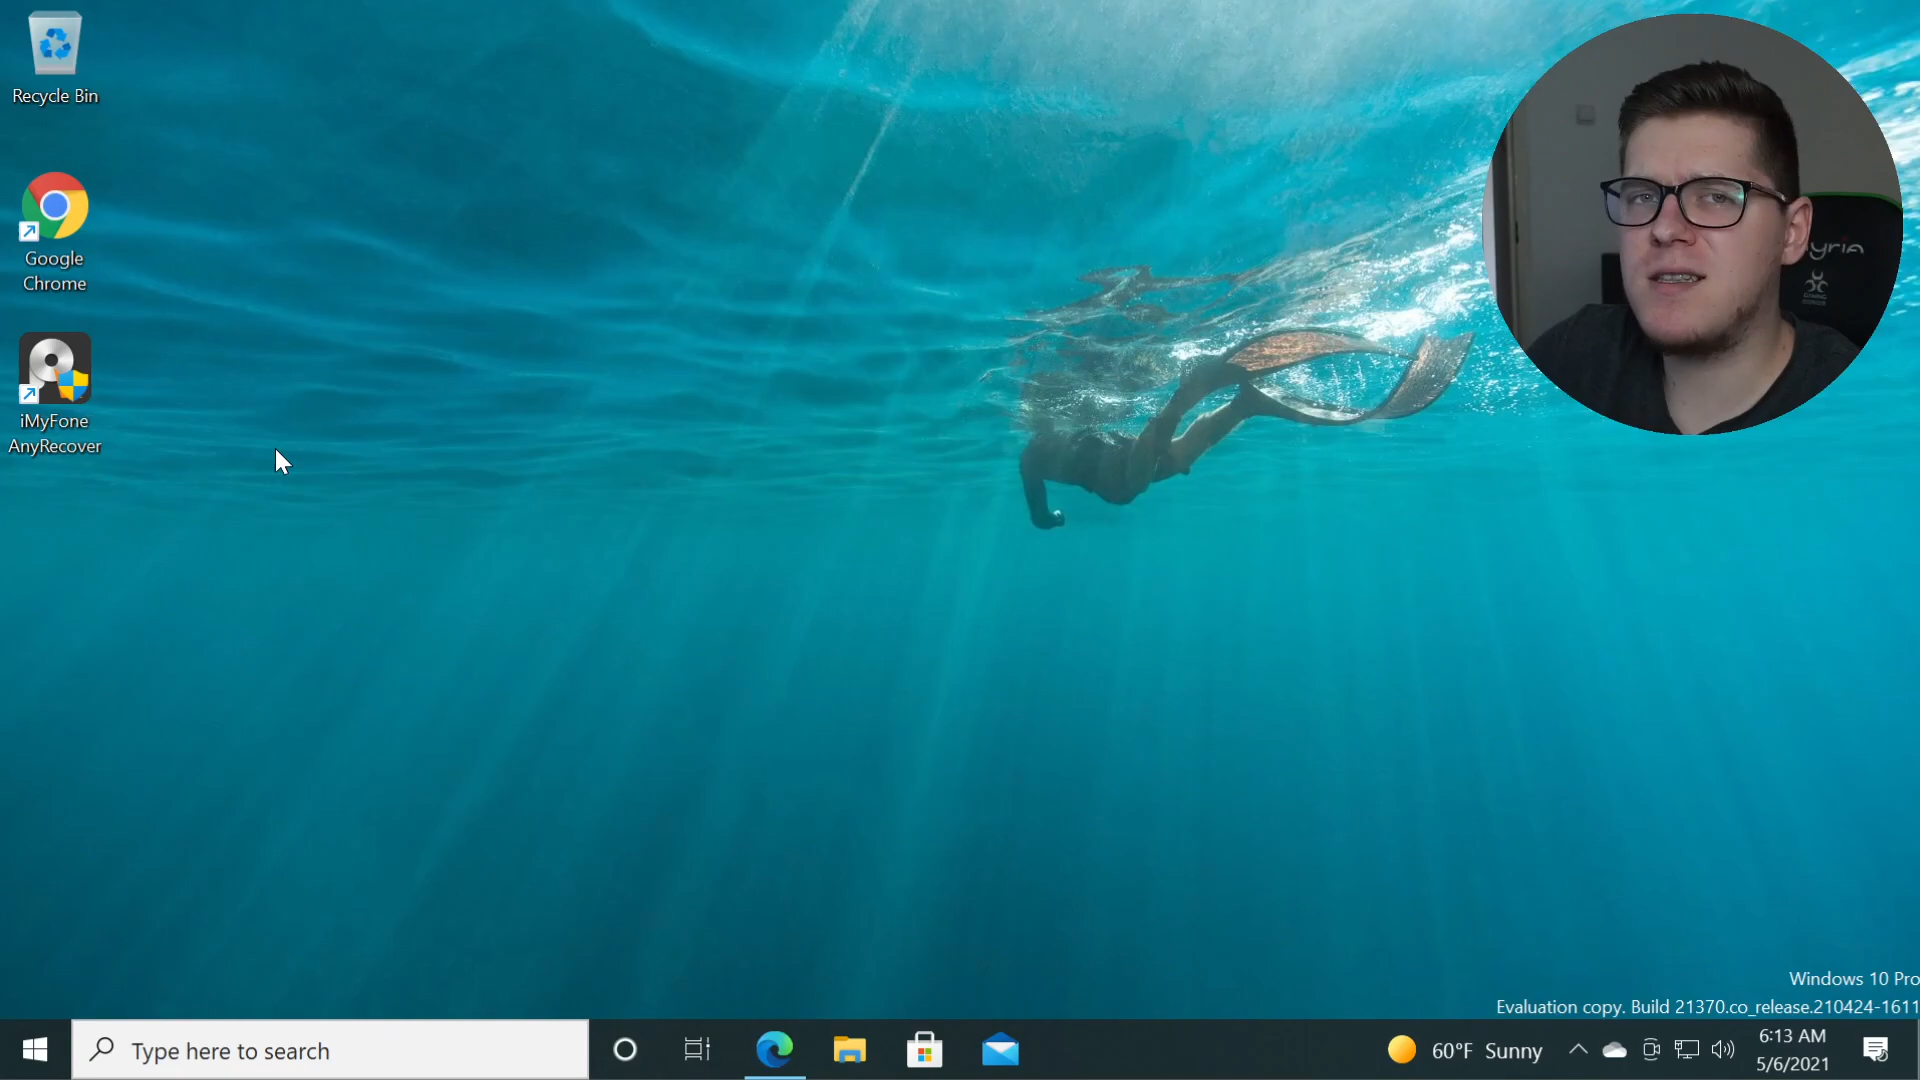 Recycle Bin
Google
Chrome
iMyFone
AnyRecover
yria
Windows 10 Pro
Evaluation copy. Build 21370.co_release.210424-1611
Type here to search
60°F Sunny
6:13 AM
5/6/2021